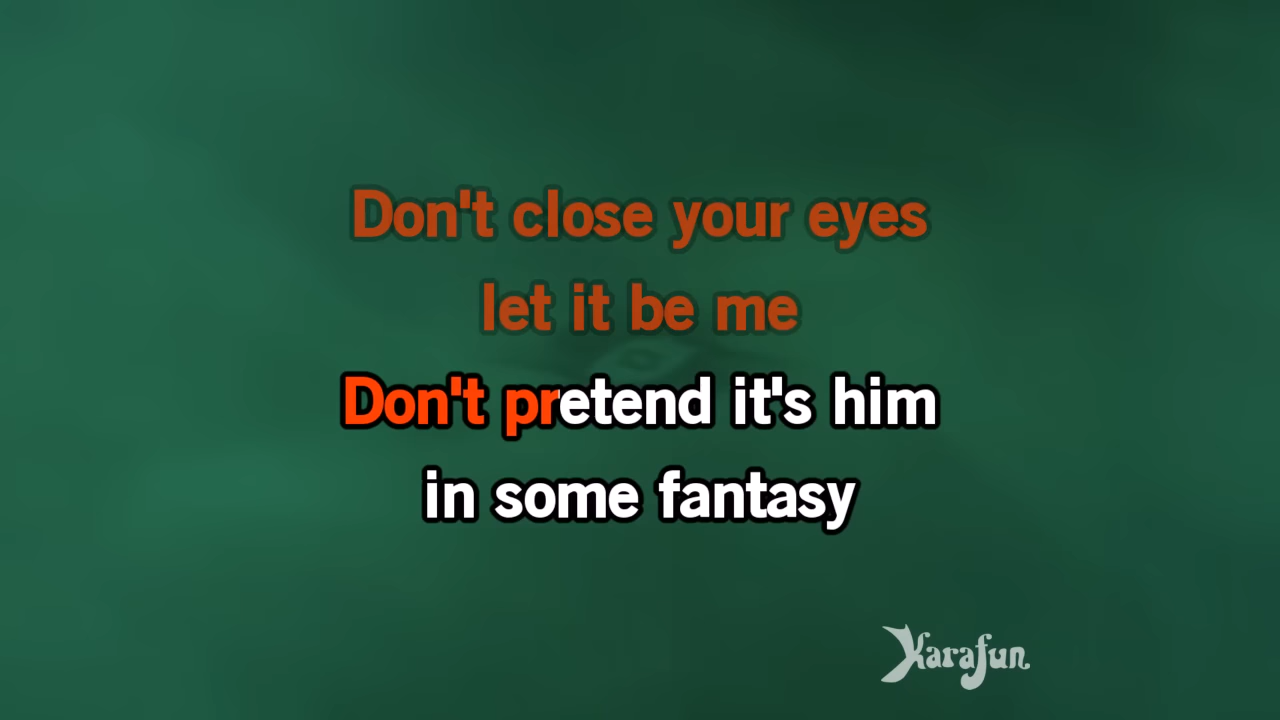 Don't close your eyes
let it be me
Don't pretend it's him
in some fantasy
Karafun